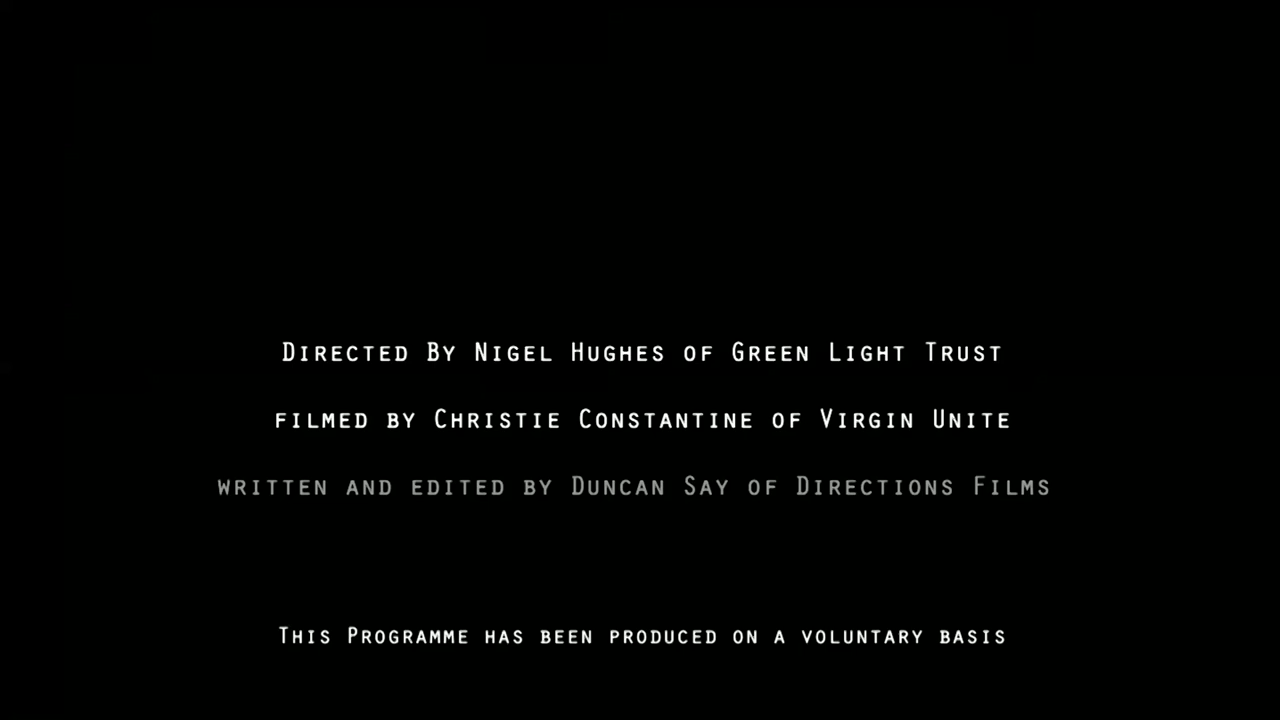 Directed By Nigel Hughes of Green Light Trust
filmed by Christie Constantine of Virgin Unite
written and edited by Duncan Say of Directions Films
This Programme has been produced on a voluntary basis